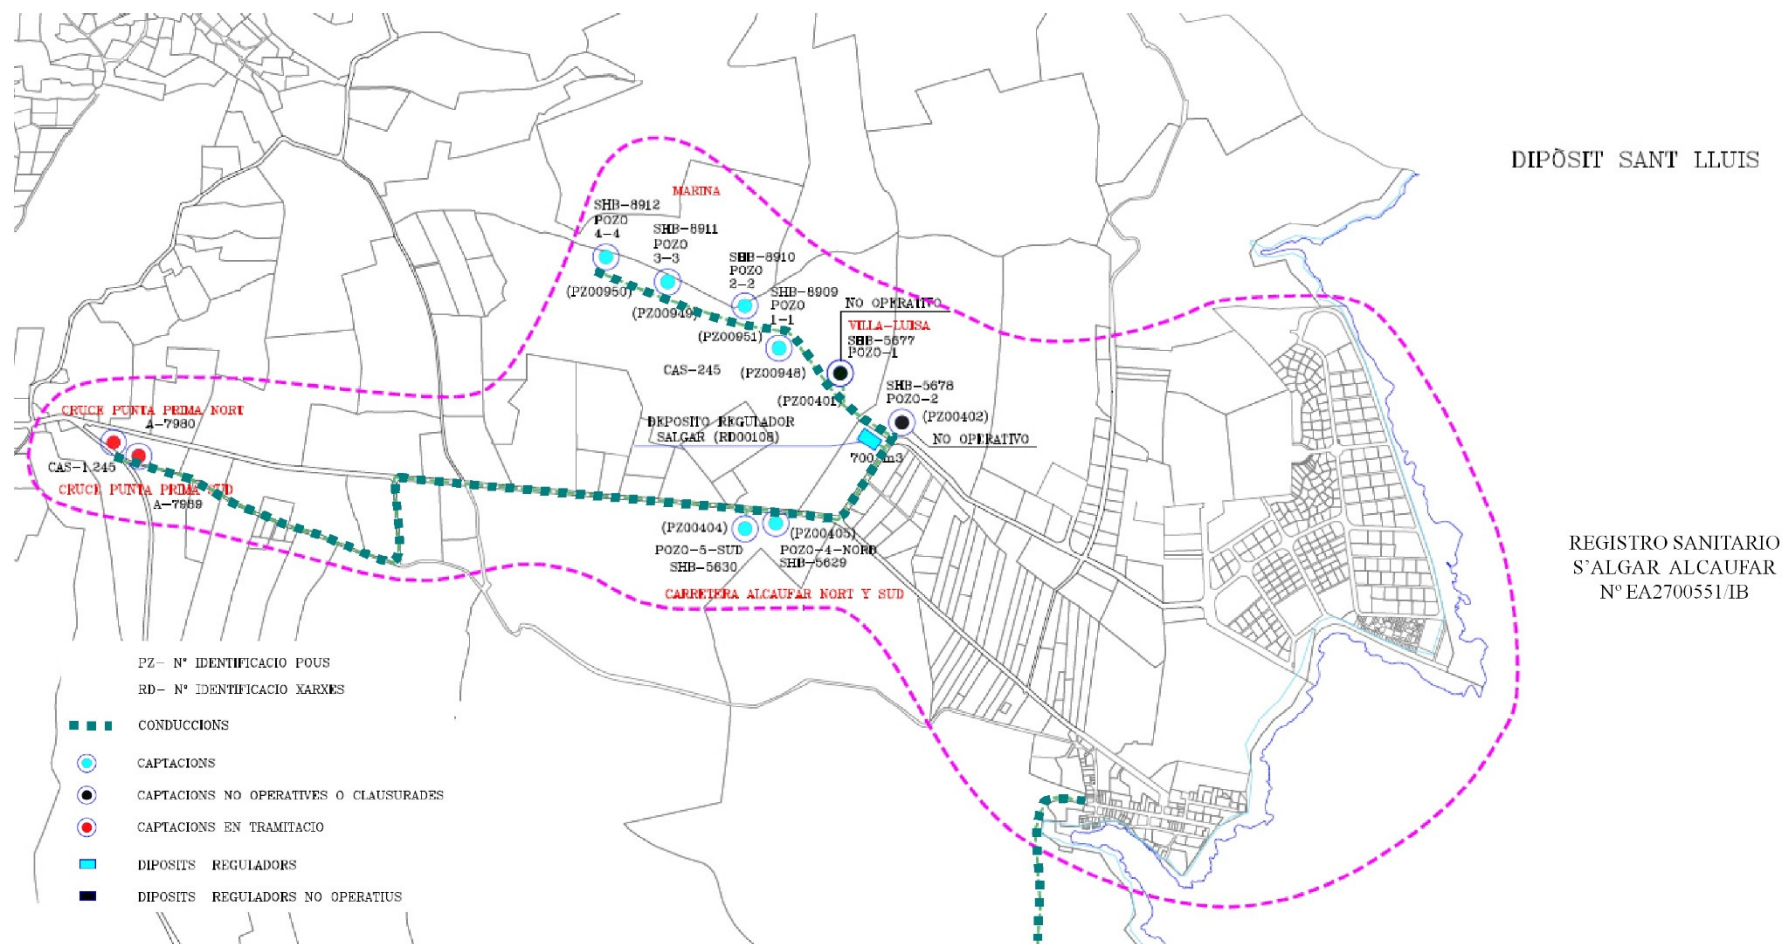 DIPÒSIT SANT LLUIS
MARINA
SHB-8912
POZO
4-4
SHB-8911
POZO
3-3
SHB-8910
POZO
2-2
SHB-8909
POZO
1-1
(PZ00950)
(PZ00949)
(PZ00951)
(PZ00948)
CAS-245
NO OPERATIVO
VILLA-LUISA
SHB-5677
POZO-1
(PZ00401)
SHB-5678
POZO-2
(PZ00402)
NO OPERATIVO
DEPOSITO REGULADOR
SALGAR (RD00108)
700 m3
CRUCE PUNTA PRIMA NORT
A-7980
CAS-1.245
CRUCE PUNTA PRIMA SUD
A-7989
(PZ00404)
(PZ00405)
POZO-5-SUD
SHB-5630
POZO-4-NORD
SHB-5629
CARRETERA ALCAUFAR NORT Y SUD
REGISTRO SANITARIO
S'ALGAR ALCAUFAR
Nº EA2700551/IB
PZ- Nº IDENTIFICACIO POUS
RD- Nº IDENTIFICACIO XARXES
CONDUCCIONS
CAPTACIONS
CAPTACIONS NO OPERATIVES O CLAUSURADES
CAPTACIONS EN TRAMITACIO
DIPOSITS REGULADORS
DIPOSITS REGULADORS NO OPERATIUS